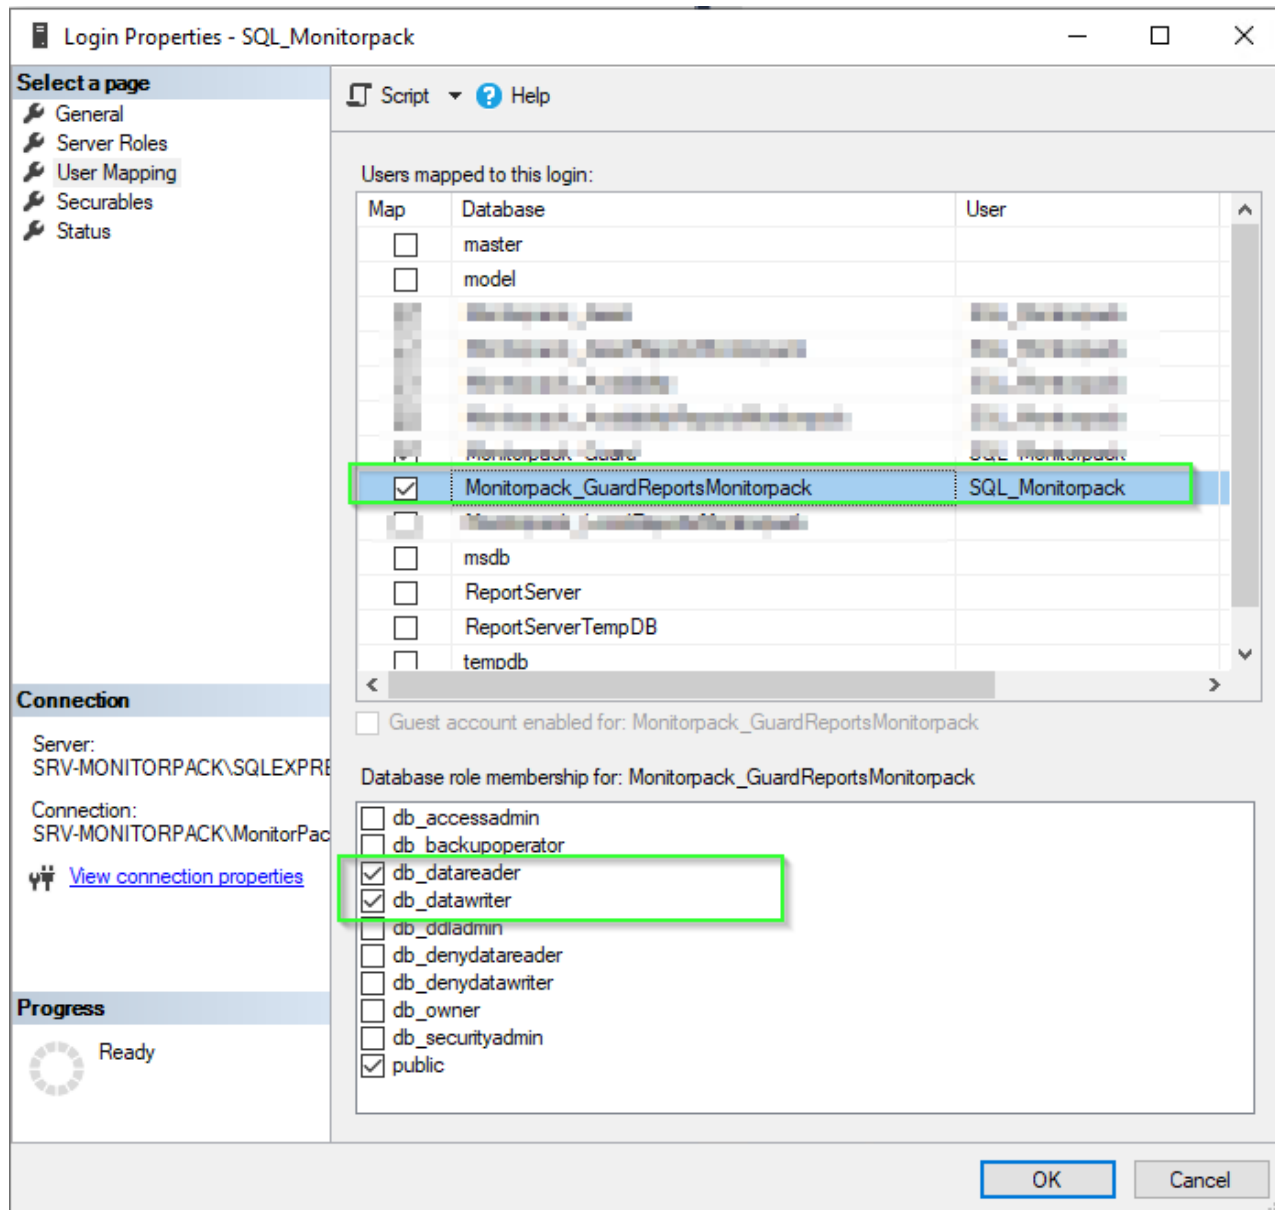 Login Properties - SQL_Monitorpack
Select a page
General
Server Roles
User Mapping
Securables
Status
Script
Help
Users mapped to this login:
Map Database User
master
model
Monitorpack_Guard SQL_Monitorpack
Monitorpack_GuardReportsMonitorpack SQL_Monitorpack
msdb
ReportServer
ReportServerTempDB
tempdb
Guest account enabled for: Monitorpack_GuardReportsMonitorpack
Database role membership for: Monitorpack_GuardReportsMonitorpack
db_accessadmin
db_backupoperator
db_datareader
db_datawriter
db_ddladmin
db_denydatareader
db_denydatawriter
db_owner
db_securityadmin
public
Connection
Server:
SRV-MONITORPACK\SQLEXPRE
Connection:
SRV-MONITORPACK\MonitorPac
View connection properties
Progress
Ready
OK
Cancel